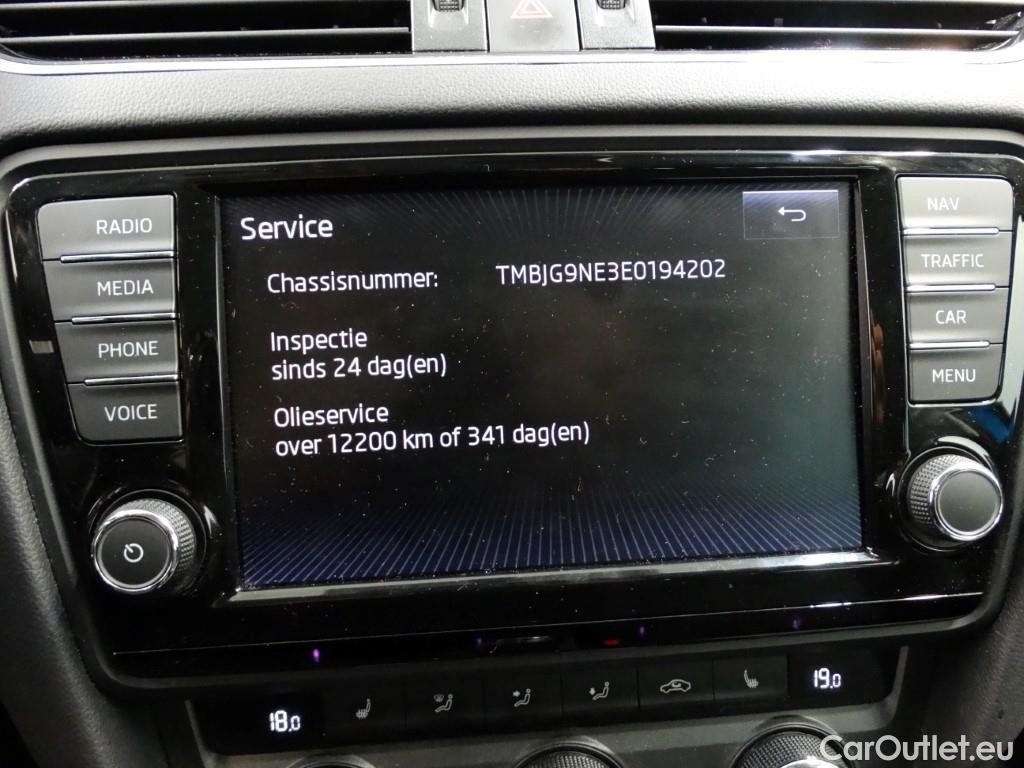 Service
Chassisnummer: TMBJG9NE3E0194202
Inspectie
sinds 24 dag(en)
Olieservice
over 12200 km of 341 dag(en)
RADIO
MEDIA
PHONE
VOICE
NAV
TRAFFIC
CAR
MENU
18.0
19.0
CarOutlet.eu